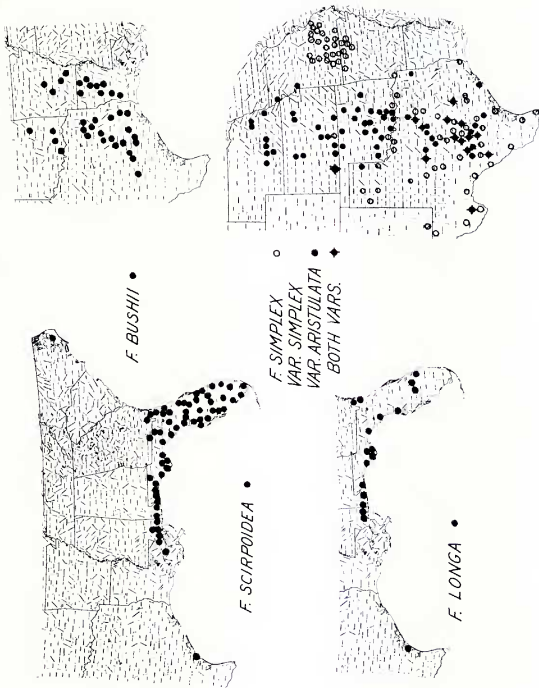 F. BUSHII ●
F. SIMPLEX
VAR. SIMPLEX ○
VAR. ARISTULATA ●
BOTH VARS. ✦
F. SCIRPOIDEA ●
F. LONGA ●